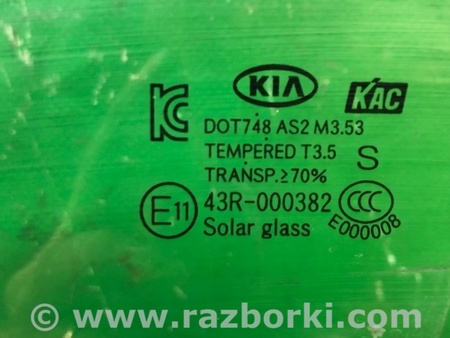 KIA
KAC
DOT748 AS2 M3.53
TEMPERED T3.5 S
TRANSP.≥70%
E11 43R-000382 CCC
E000008
Solar glass
© www.razborki.com